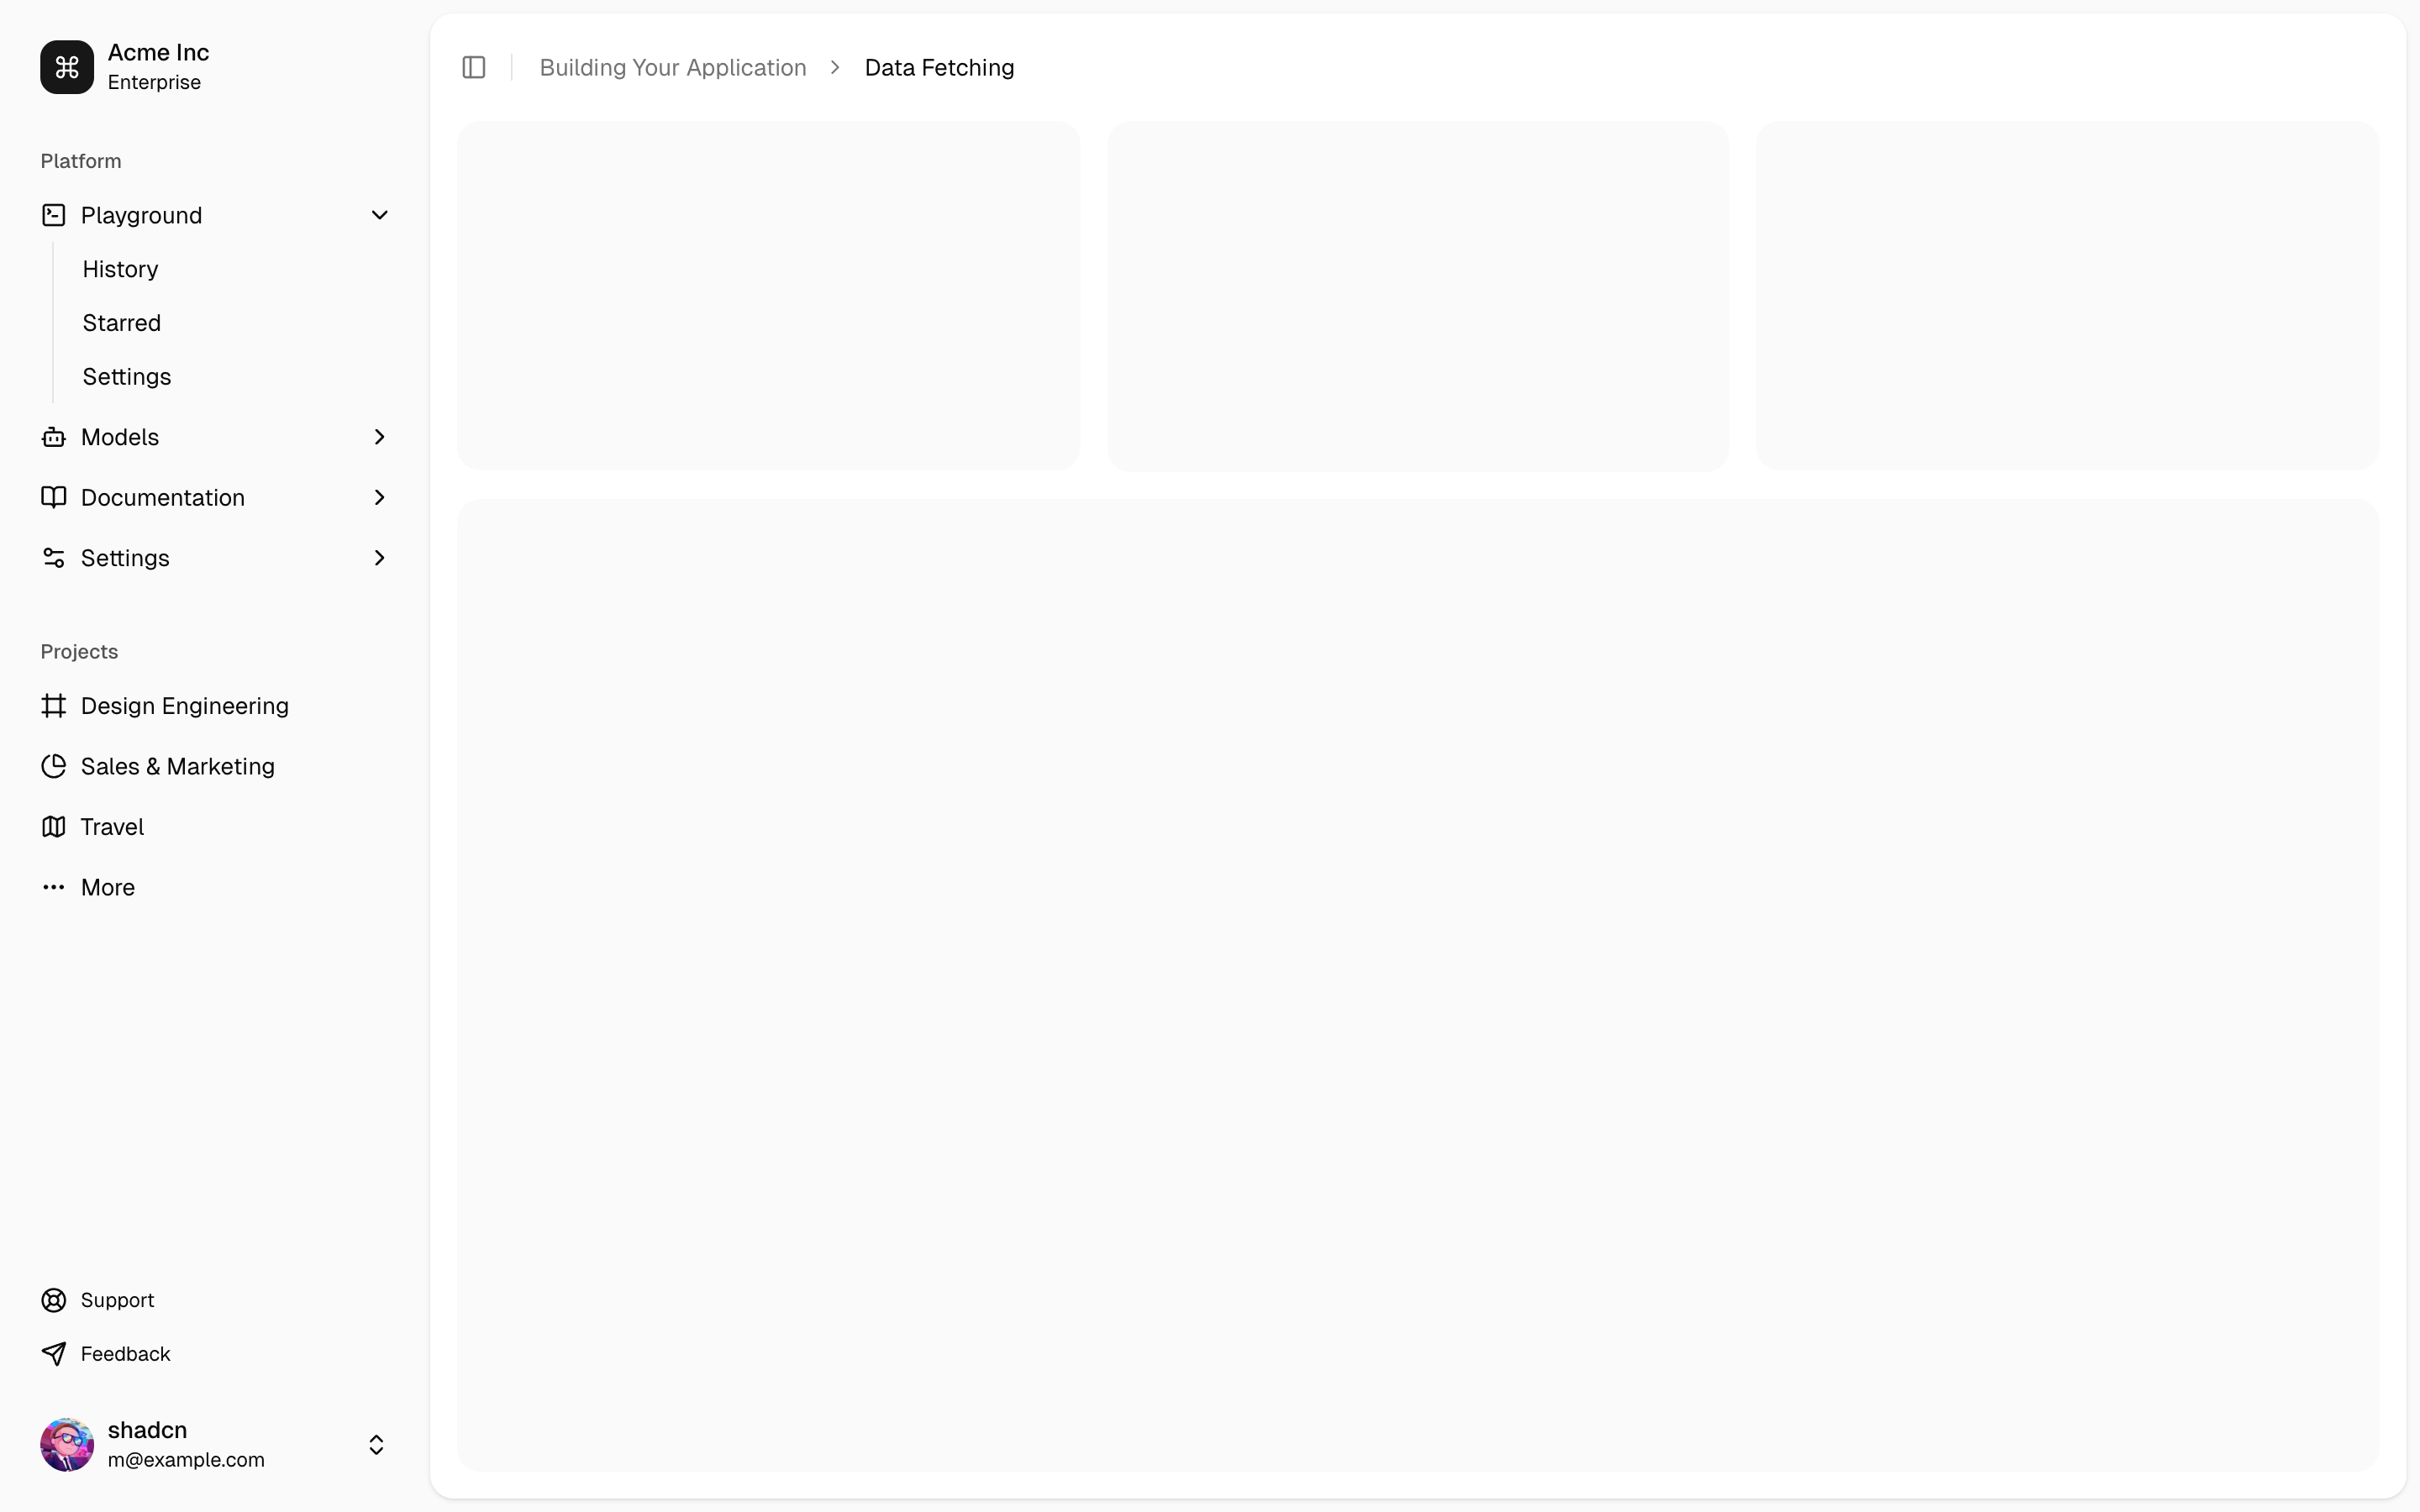 Acme Inc
Enterprise
Platform
Playground
History
Starred
Settings
Models
Documentation
Settings
Projects
Design Engineering
Sales & Marketing
Travel
More
Support
Feedback
shadcn
m@example.com
Building Your Application
Data Fetching